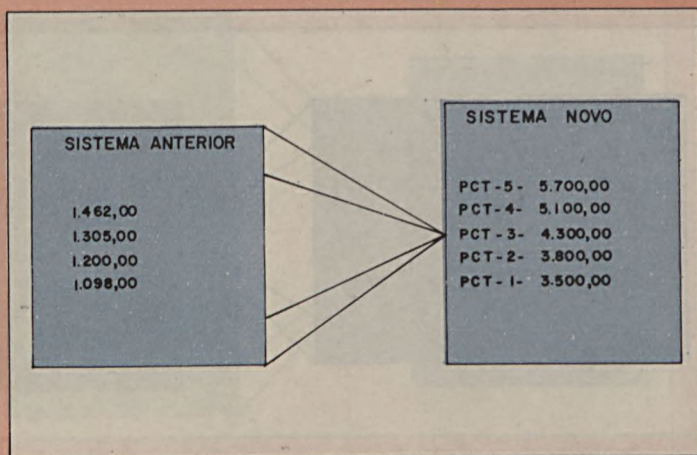 SISTEMA ANTERIOR
1.462,00
1.305,00
1.200,00
1.098,00
SISTEMA NOVO
PCT-5- 5.700,00
PCT-4- 5.100,00
PCT-3- 4.300,00
PCT-2- 3.800,00
PCT-1- 3.500,00